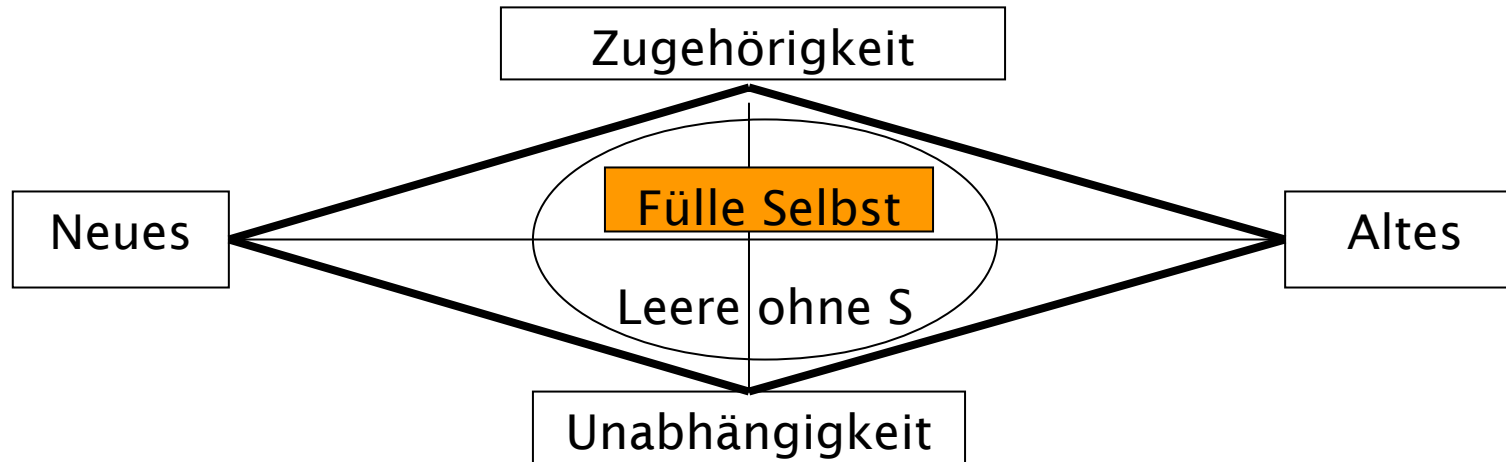 Zugehörigkeit
Fülle Selbst
Neues
Altes
Leere ohne S
Unabhängigkeit